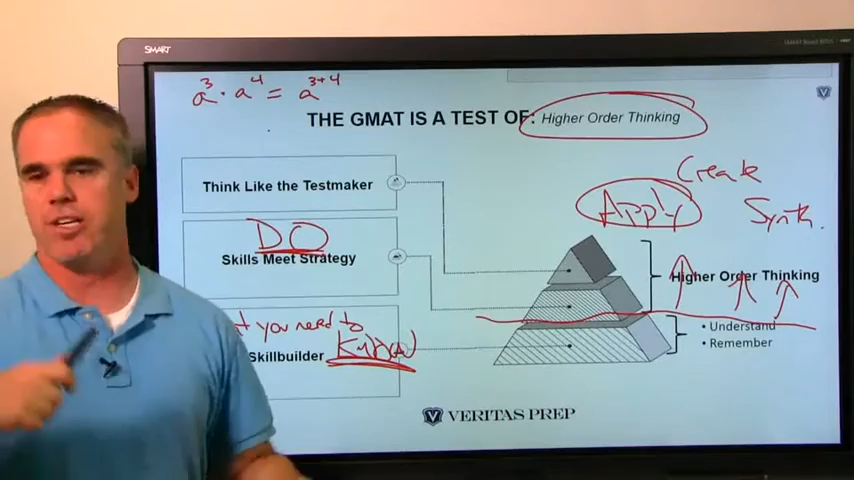 SMART
a³ · a⁴ = a³⁺⁴
THE GMAT IS A TEST OF: Higher Order Thinking
Create
Think Like the Testmaker
Apply
Synth.
DO
Skills Meet Strategy
Higher Order Thinking
t you need to
Know
Skillbuilder
• Understand
• Remember
VERITAS PREP